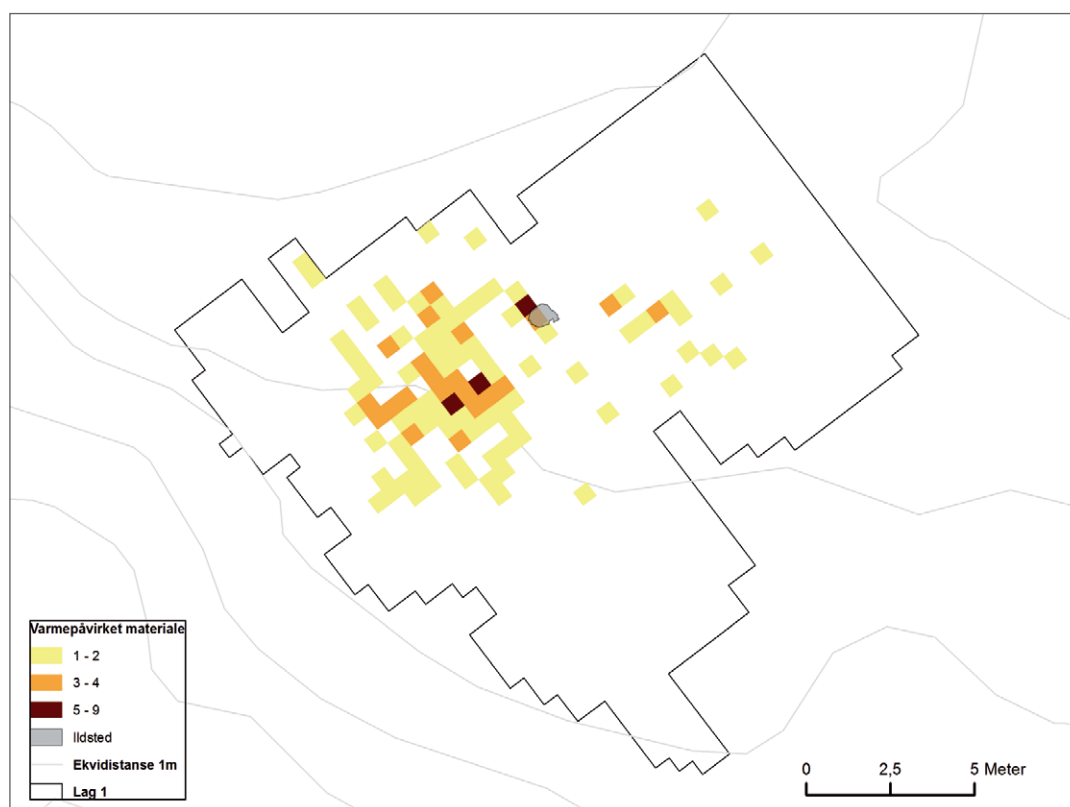 Varmepåvirket materiale
1 - 2
3 - 4
5 - 9
Ildsted
Ekvidistanse 1m
Lag 1
0 2,5 5 Meter